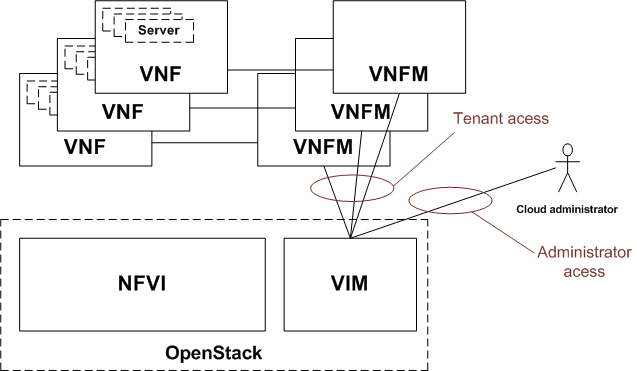 Server
VNF
VNFM
VNF
VNFM
VNF
VNFM
Tenant acess
Cloud administrator
Administrator
acess
NFVI
VIM
OpenStack